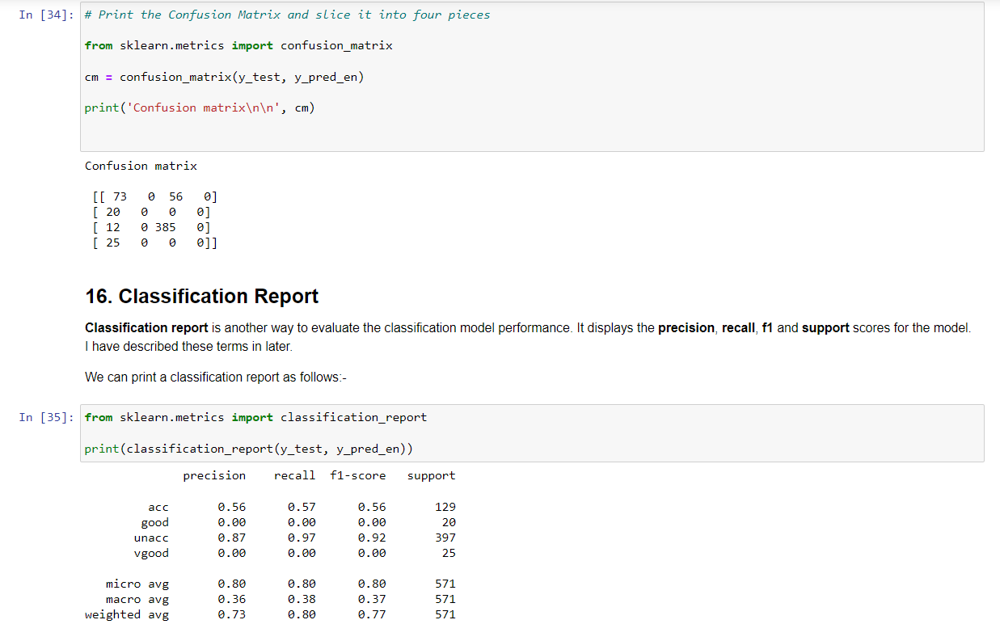 In [34]: # Print the Confusion Matrix and slice it into four pieces
from sklearn.metrics import confusion_matrix
cm = confusion_matrix(y_test, y_pred_en)
print('Confusion matrix\n\n', cm)
Confusion matrix
[[ 73   0  56   0]
[ 20   0   0   0]
[ 12   0 385   0]
[ 25   0   0   0]]
16. Classification Report
Classification report is another way to evaluate the classification model performance. It displays the precision, recall, f1 and support scores for the model.
I have described these terms in later.
We can print a classification report as follows:-
In [35]: from sklearn.metrics import classification_report
print(classification_report(y_test, y_pred_en))
precision    recall  f1-score   support
acc       0.56      0.57      0.56       129
good       0.00      0.00      0.00        20
unacc       0.87      0.97      0.92       397
vgood       0.00      0.00      0.00        25
micro avg       0.80      0.80      0.80       571
macro avg       0.36      0.38      0.37       571
weighted avg       0.73      0.80      0.77       571